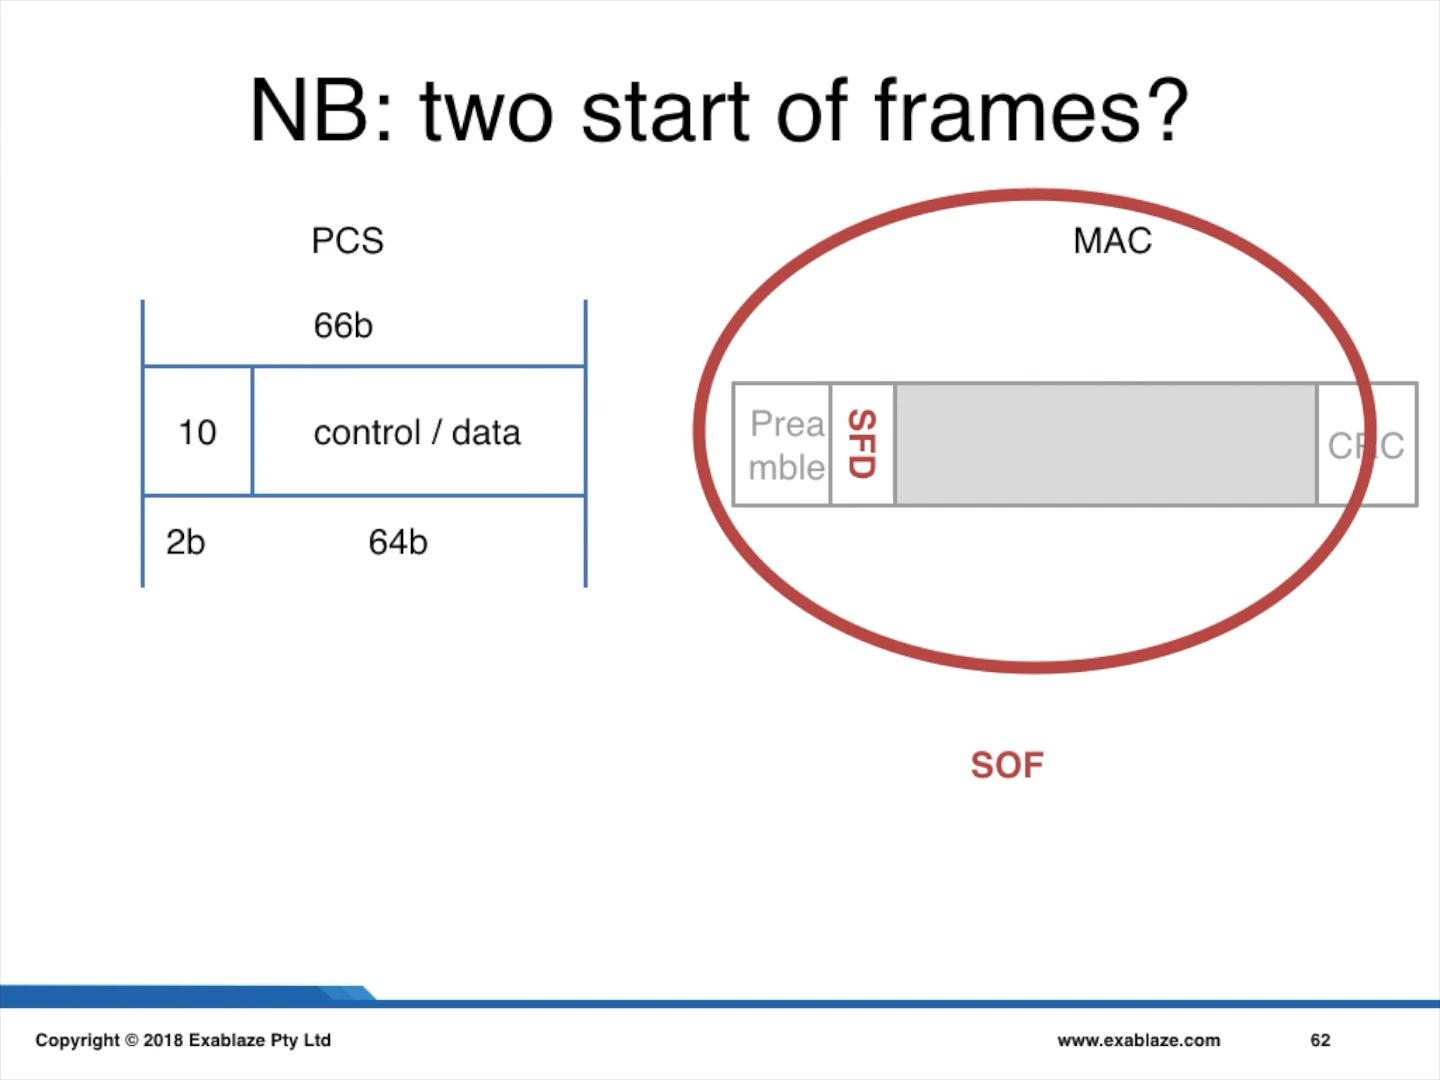 NB: two start of frames?
PCS
MAC
66b
10
control / data
2b
64b
Prea
mble
SFD
CRC
SOF
Copyright © 2018 Exablaze Pty Ltd
www.exablaze.com
62